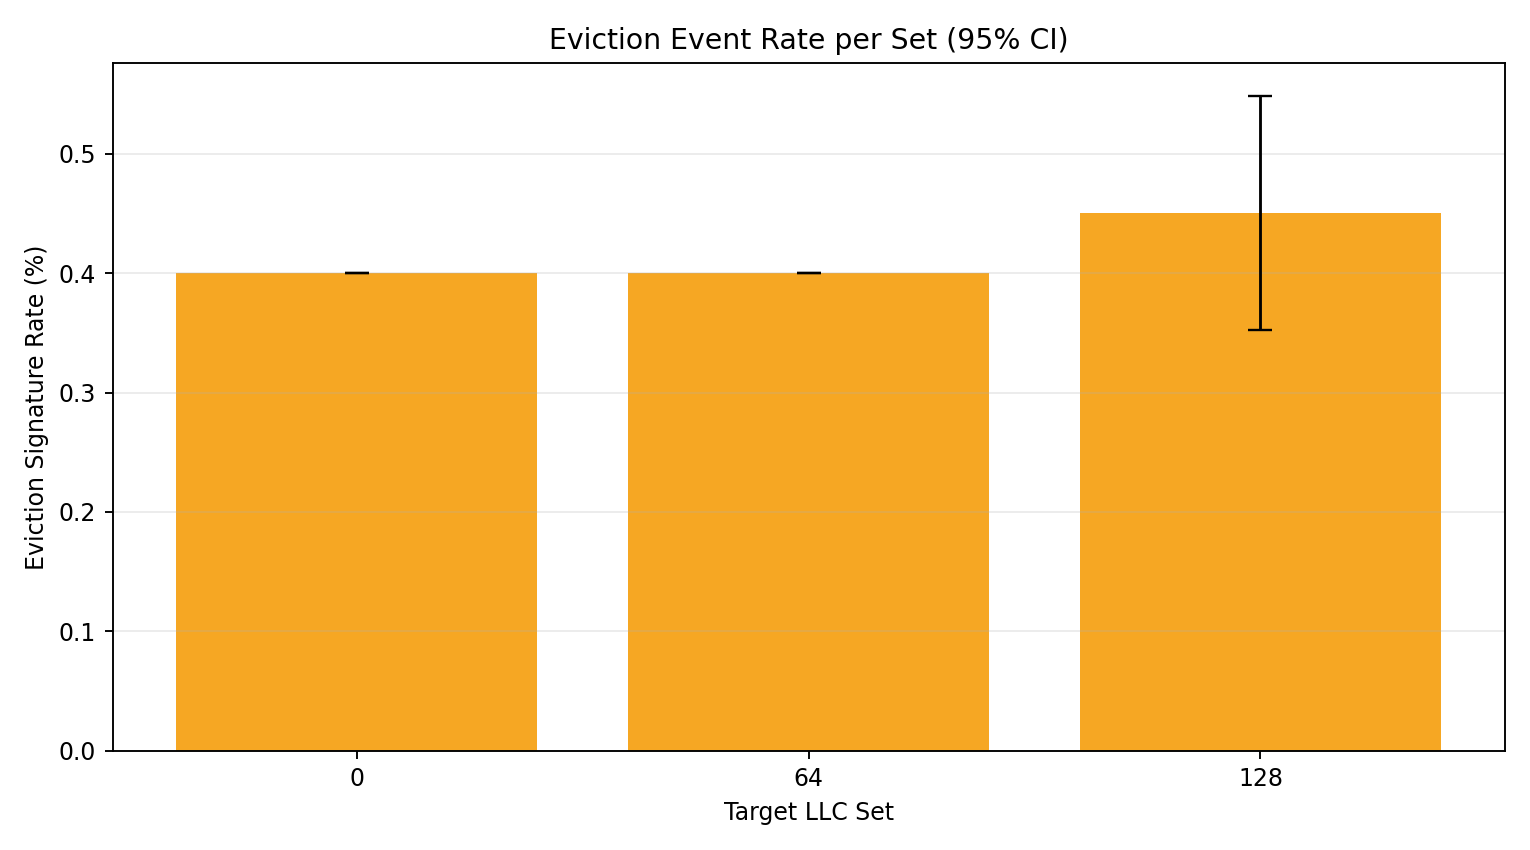 Eviction Event Rate per Set (95% CI)
Eviction Signature Rate (%)
0.5
0.4
0.3
0.2
0.1
0.0
0 64 128
Target LLC Set